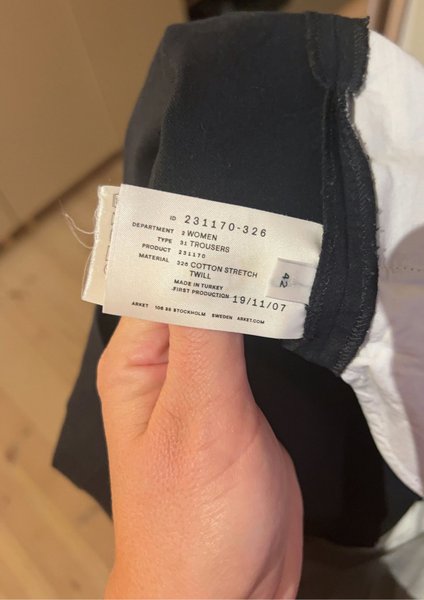 ID 231170-326
DEPARTMENT 2 WOMEN
TYPE 31 TROUSERS
PRODUCT 231170
MATERIAL 326 COTTON STRETCH
TWILL
MADE IN TURKEY
FIRST PRODUCTION 19/11/07
ARKET 106 38 STOCKHOLM SWEDEN ARKET.COM
42